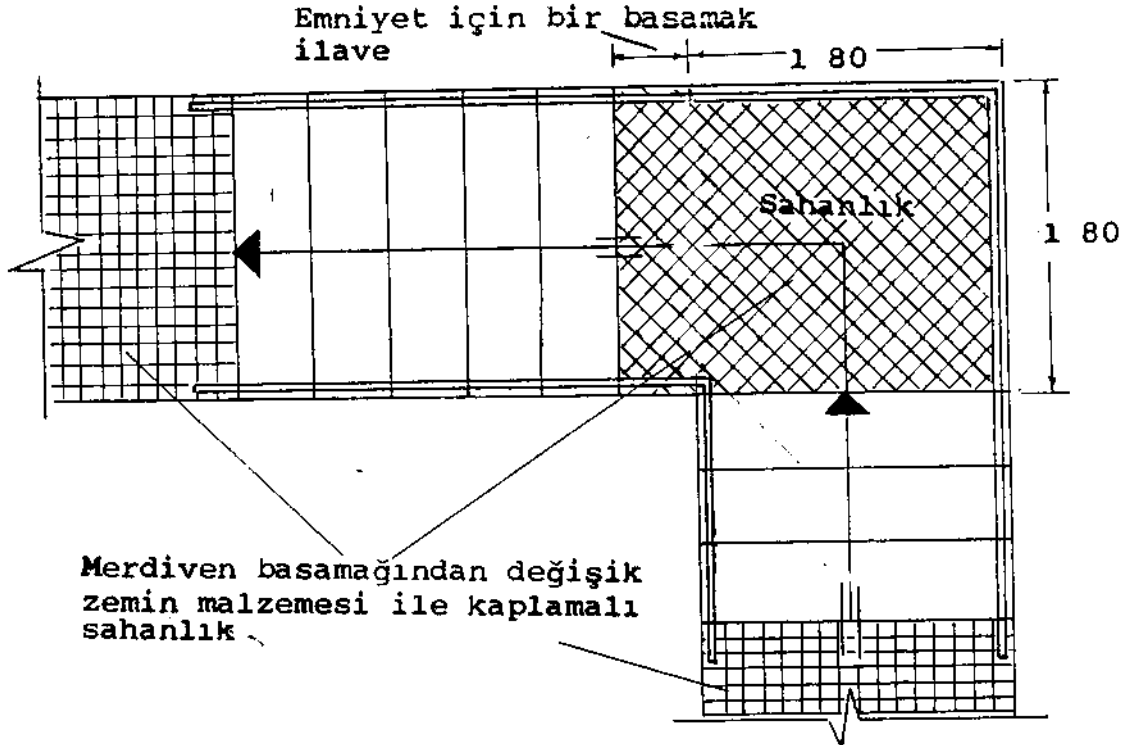 Emniyet için bir basamak
ilave
1 80
Sahanlık
1 80
Merdiven basamağından değişik
zemin malzemesi ile kaplamalı
sahanlık